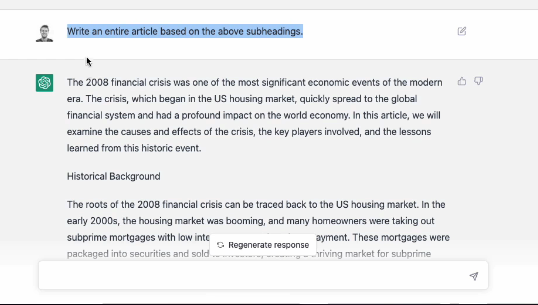 Write an entire article based on the above subheadings.
The 2008 financial crisis was one of the most significant economic events of the modern
era. The crisis, which began in the US housing market, quickly spread to the global
financial system and had a profound impact on the world economy. In this article, we will
examine the causes and effects of the crisis, the key players involved, and the lessons
learned from this historic event.
Historical Background
The roots of the 2008 financial crisis can be traced back to the US housing market. In the
early 2000s, the housing market was booming, and many homeowners were taking out
subprime mortgages with low ayment. These mortgages were
Regenerate response
packaged into securities and sold a thriving market for subprime